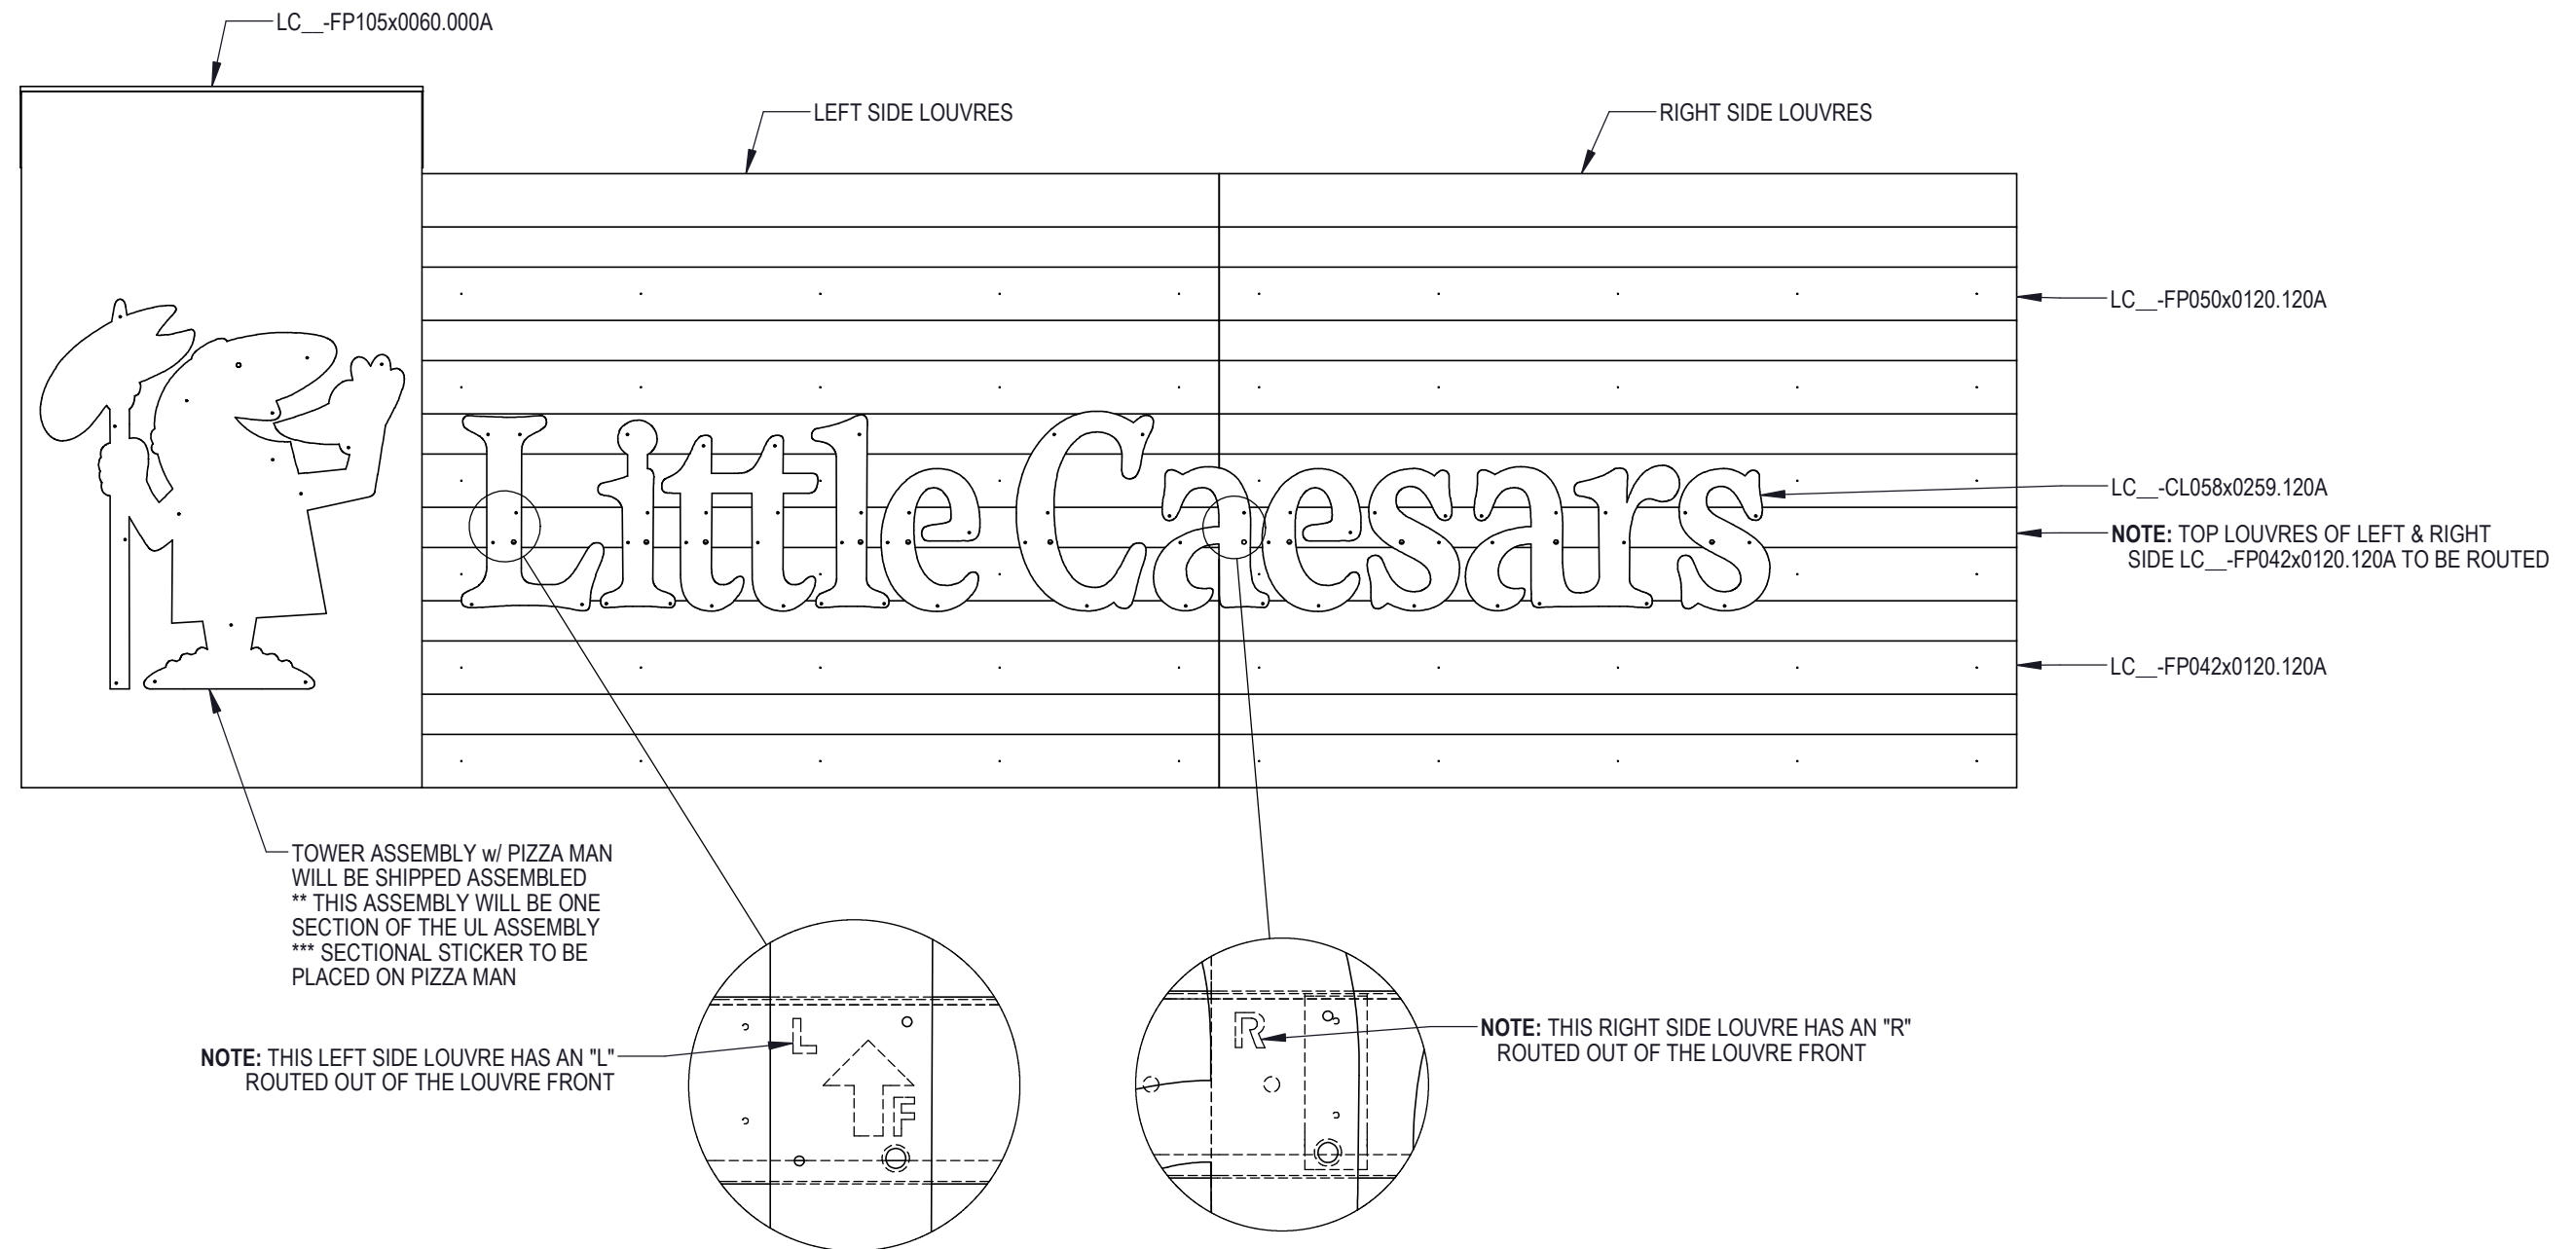 LC__-FP105x0060.000A
LEFT SIDE LOUVRES
RIGHT SIDE LOUVRES
LC__-FP050x0120.120A
Little Caesars
LC__-CL058x0259.120A
NOTE: TOP LOUVRES OF LEFT & RIGHT
SIDE LC__-FP042x0120.120A TO BE ROUTED
LC__-FP042x0120.120A
TOWER ASSEMBLY w/ PIZZA MAN
WILL BE SHIPPED ASSEMBLED
** THIS ASSEMBLY WILL BE ONE
SECTION OF THE UL ASSEMBLY
*** SECTIONAL STICKER TO BE
PLACED ON PIZZA MAN
NOTE: THIS LEFT SIDE LOUVRE HAS AN "L"
ROUTED OUT OF THE LOUVRE FRONT
L
F
R
NOTE: THIS RIGHT SIDE LOUVRE HAS AN "R"
ROUTED OUT OF THE LOUVRE FRONT